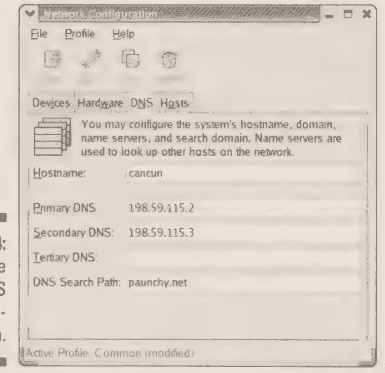 Network Configuration
File Profile Help
Devices Hardware DNS Hosts
You may configure the system's hostname, domain,
name servers, and search domain. Name servers are
used to look up other hosts on the network.
Hostname: cancun
Primary DNS 198.59.115.2
Secondary DNS: 198.59.115.3
Tertiary DNS:
DNS Search Path: paunchy.net
Active Profile: Common (modified)